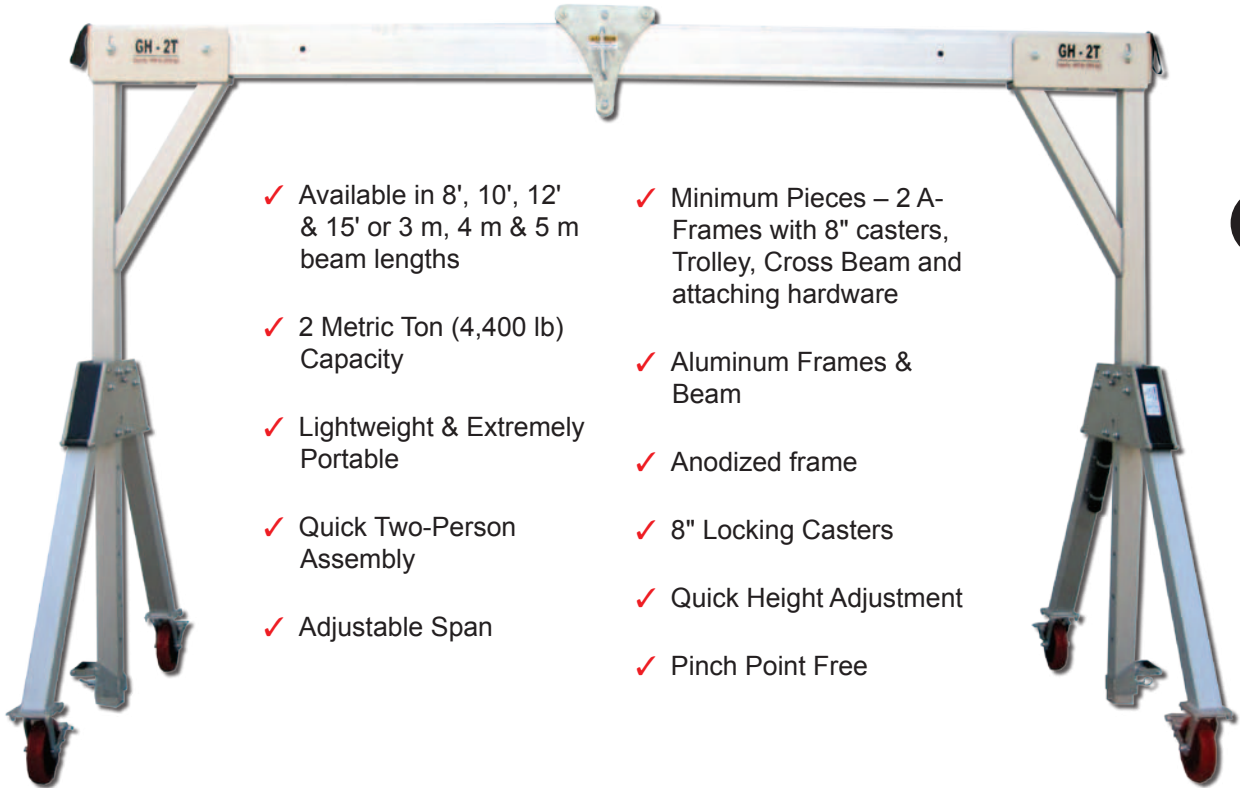 GH - 2T
GH - 2T
✓ Available in 8', 10', 12'
& 15' or 3 m, 4 m & 5 m
beam lengths
✓ 2 Metric Ton (4,400 lb)
Capacity
✓ Lightweight & Extremely
Portable
✓ Quick Two-Person
Assembly
✓ Adjustable Span
✓ Minimum Pieces – 2 A-
Frames with 8" casters,
Trolley, Cross Beam and
attaching hardware
✓ Aluminum Frames &
Beam
✓ Anodized frame
✓ 8" Locking Casters
✓ Quick Height Adjustment
✓ Pinch Point Free